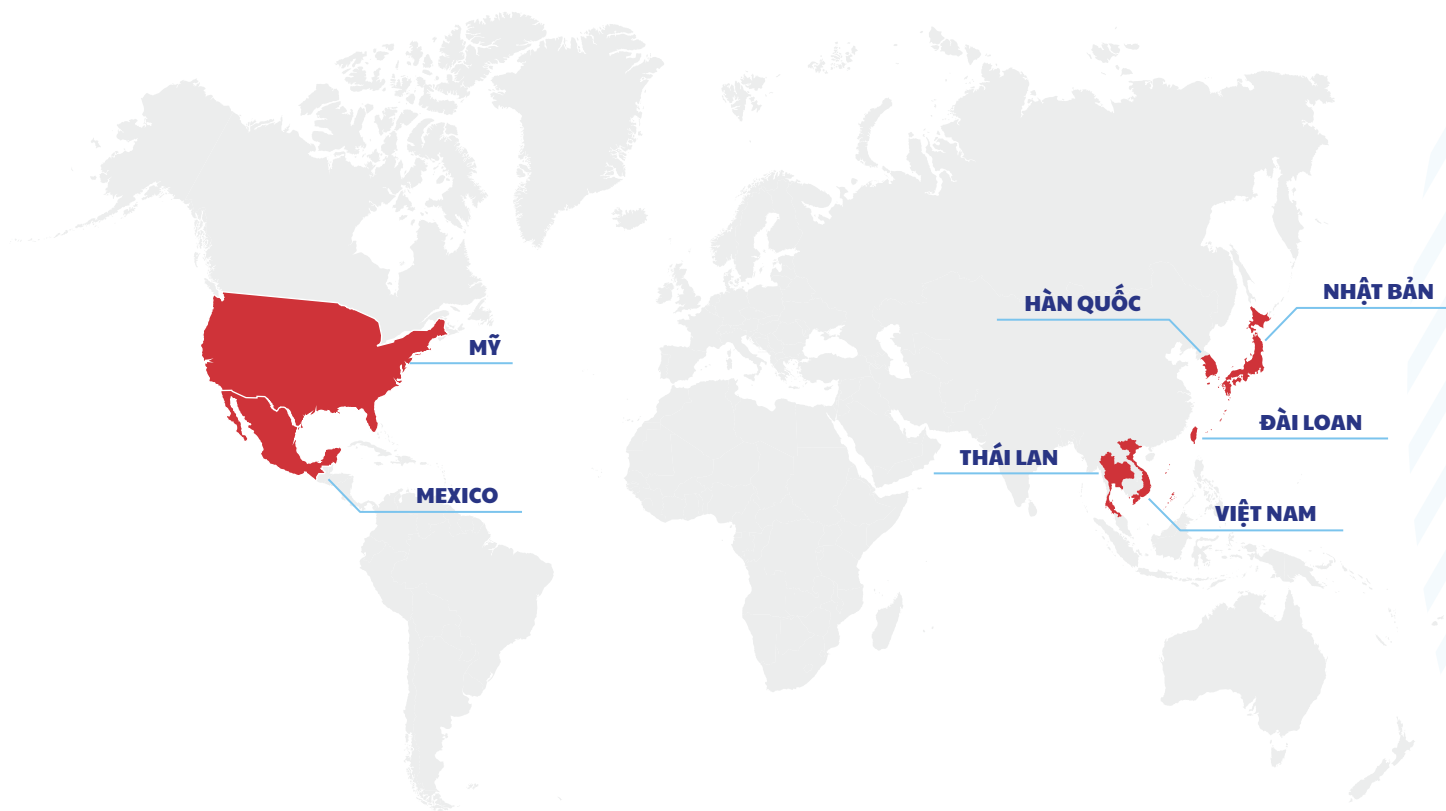 NHẬT BẢN
HÀN QUỐC
MỸ
ĐÀI LOAN
THÁI LAN
MEXICO
VIỆT NAM